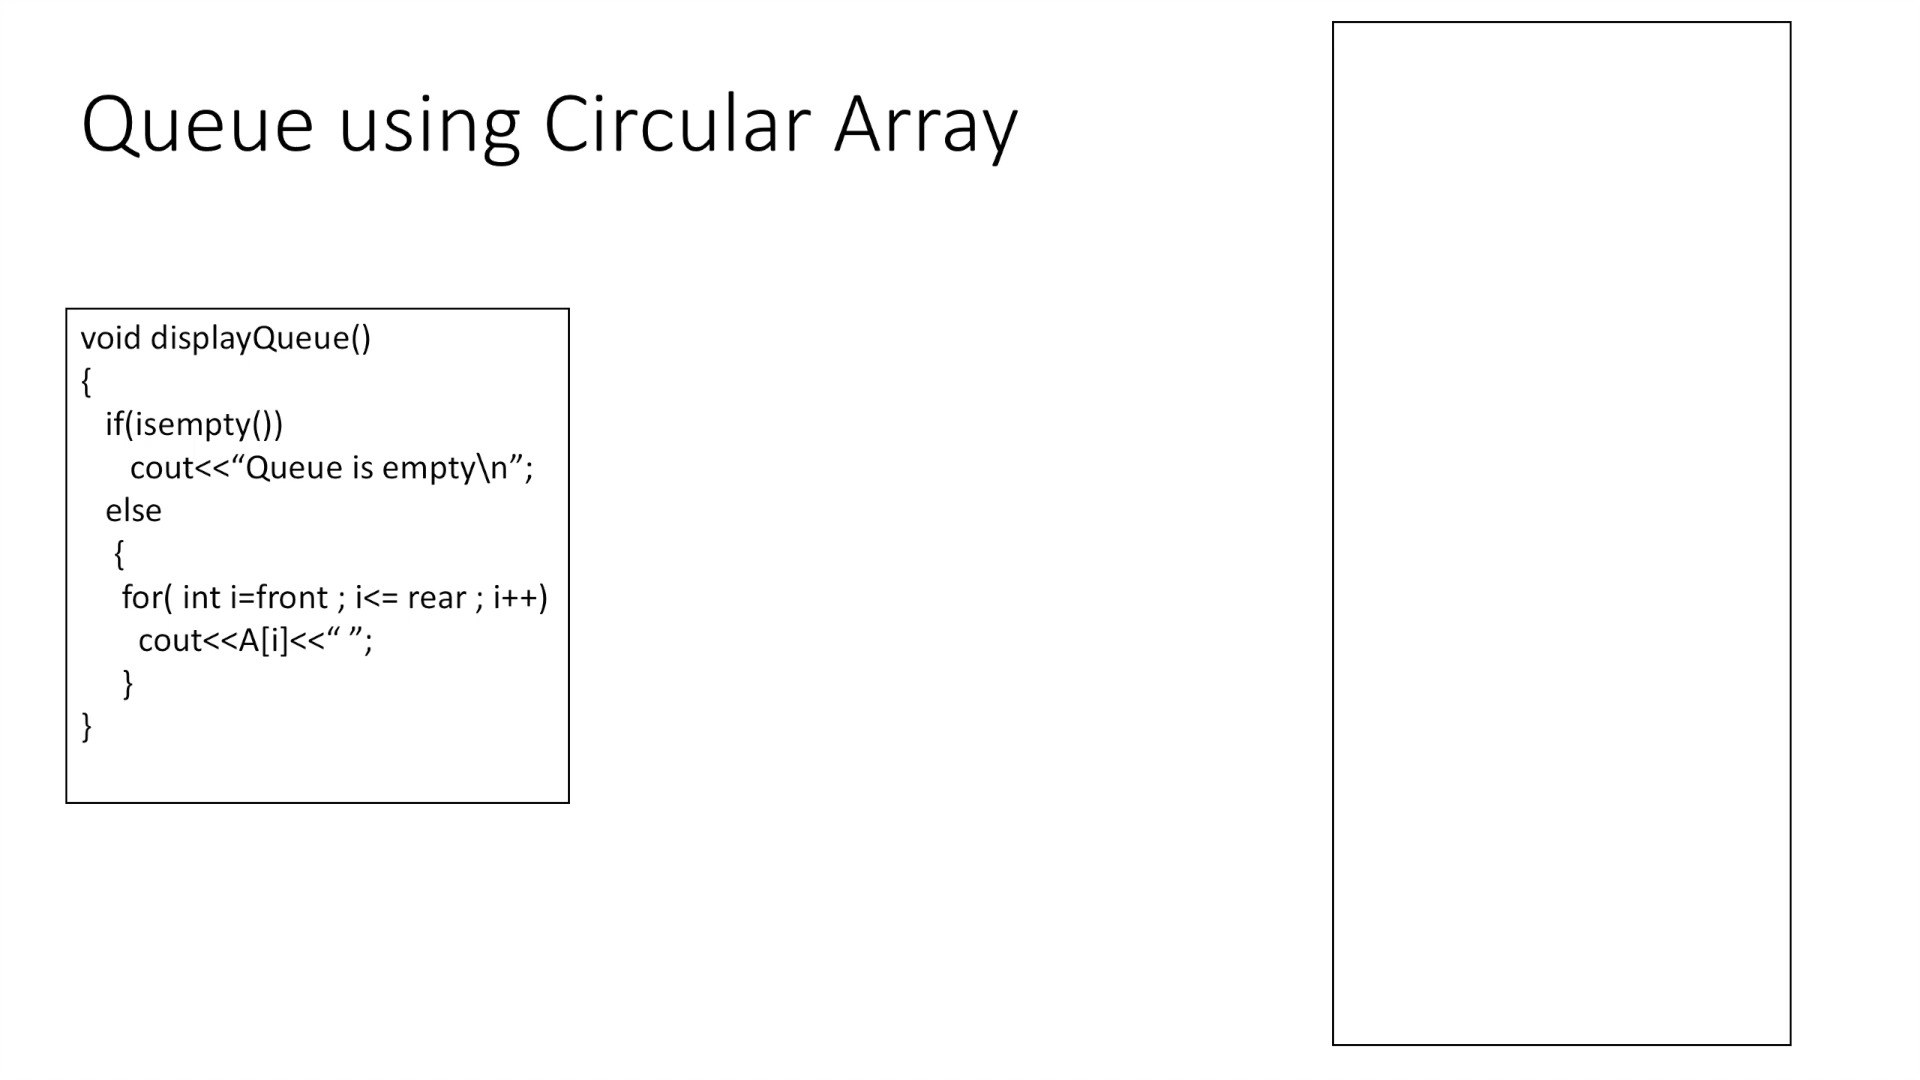 Queue using Circular Array
void displayQueue()
{
if(isempty())
cout<<“Queue is empty\n”;
else
{
for( int i=front ; i<= rear ; i++)
cout<<A[i]<<“ ”;
}
}